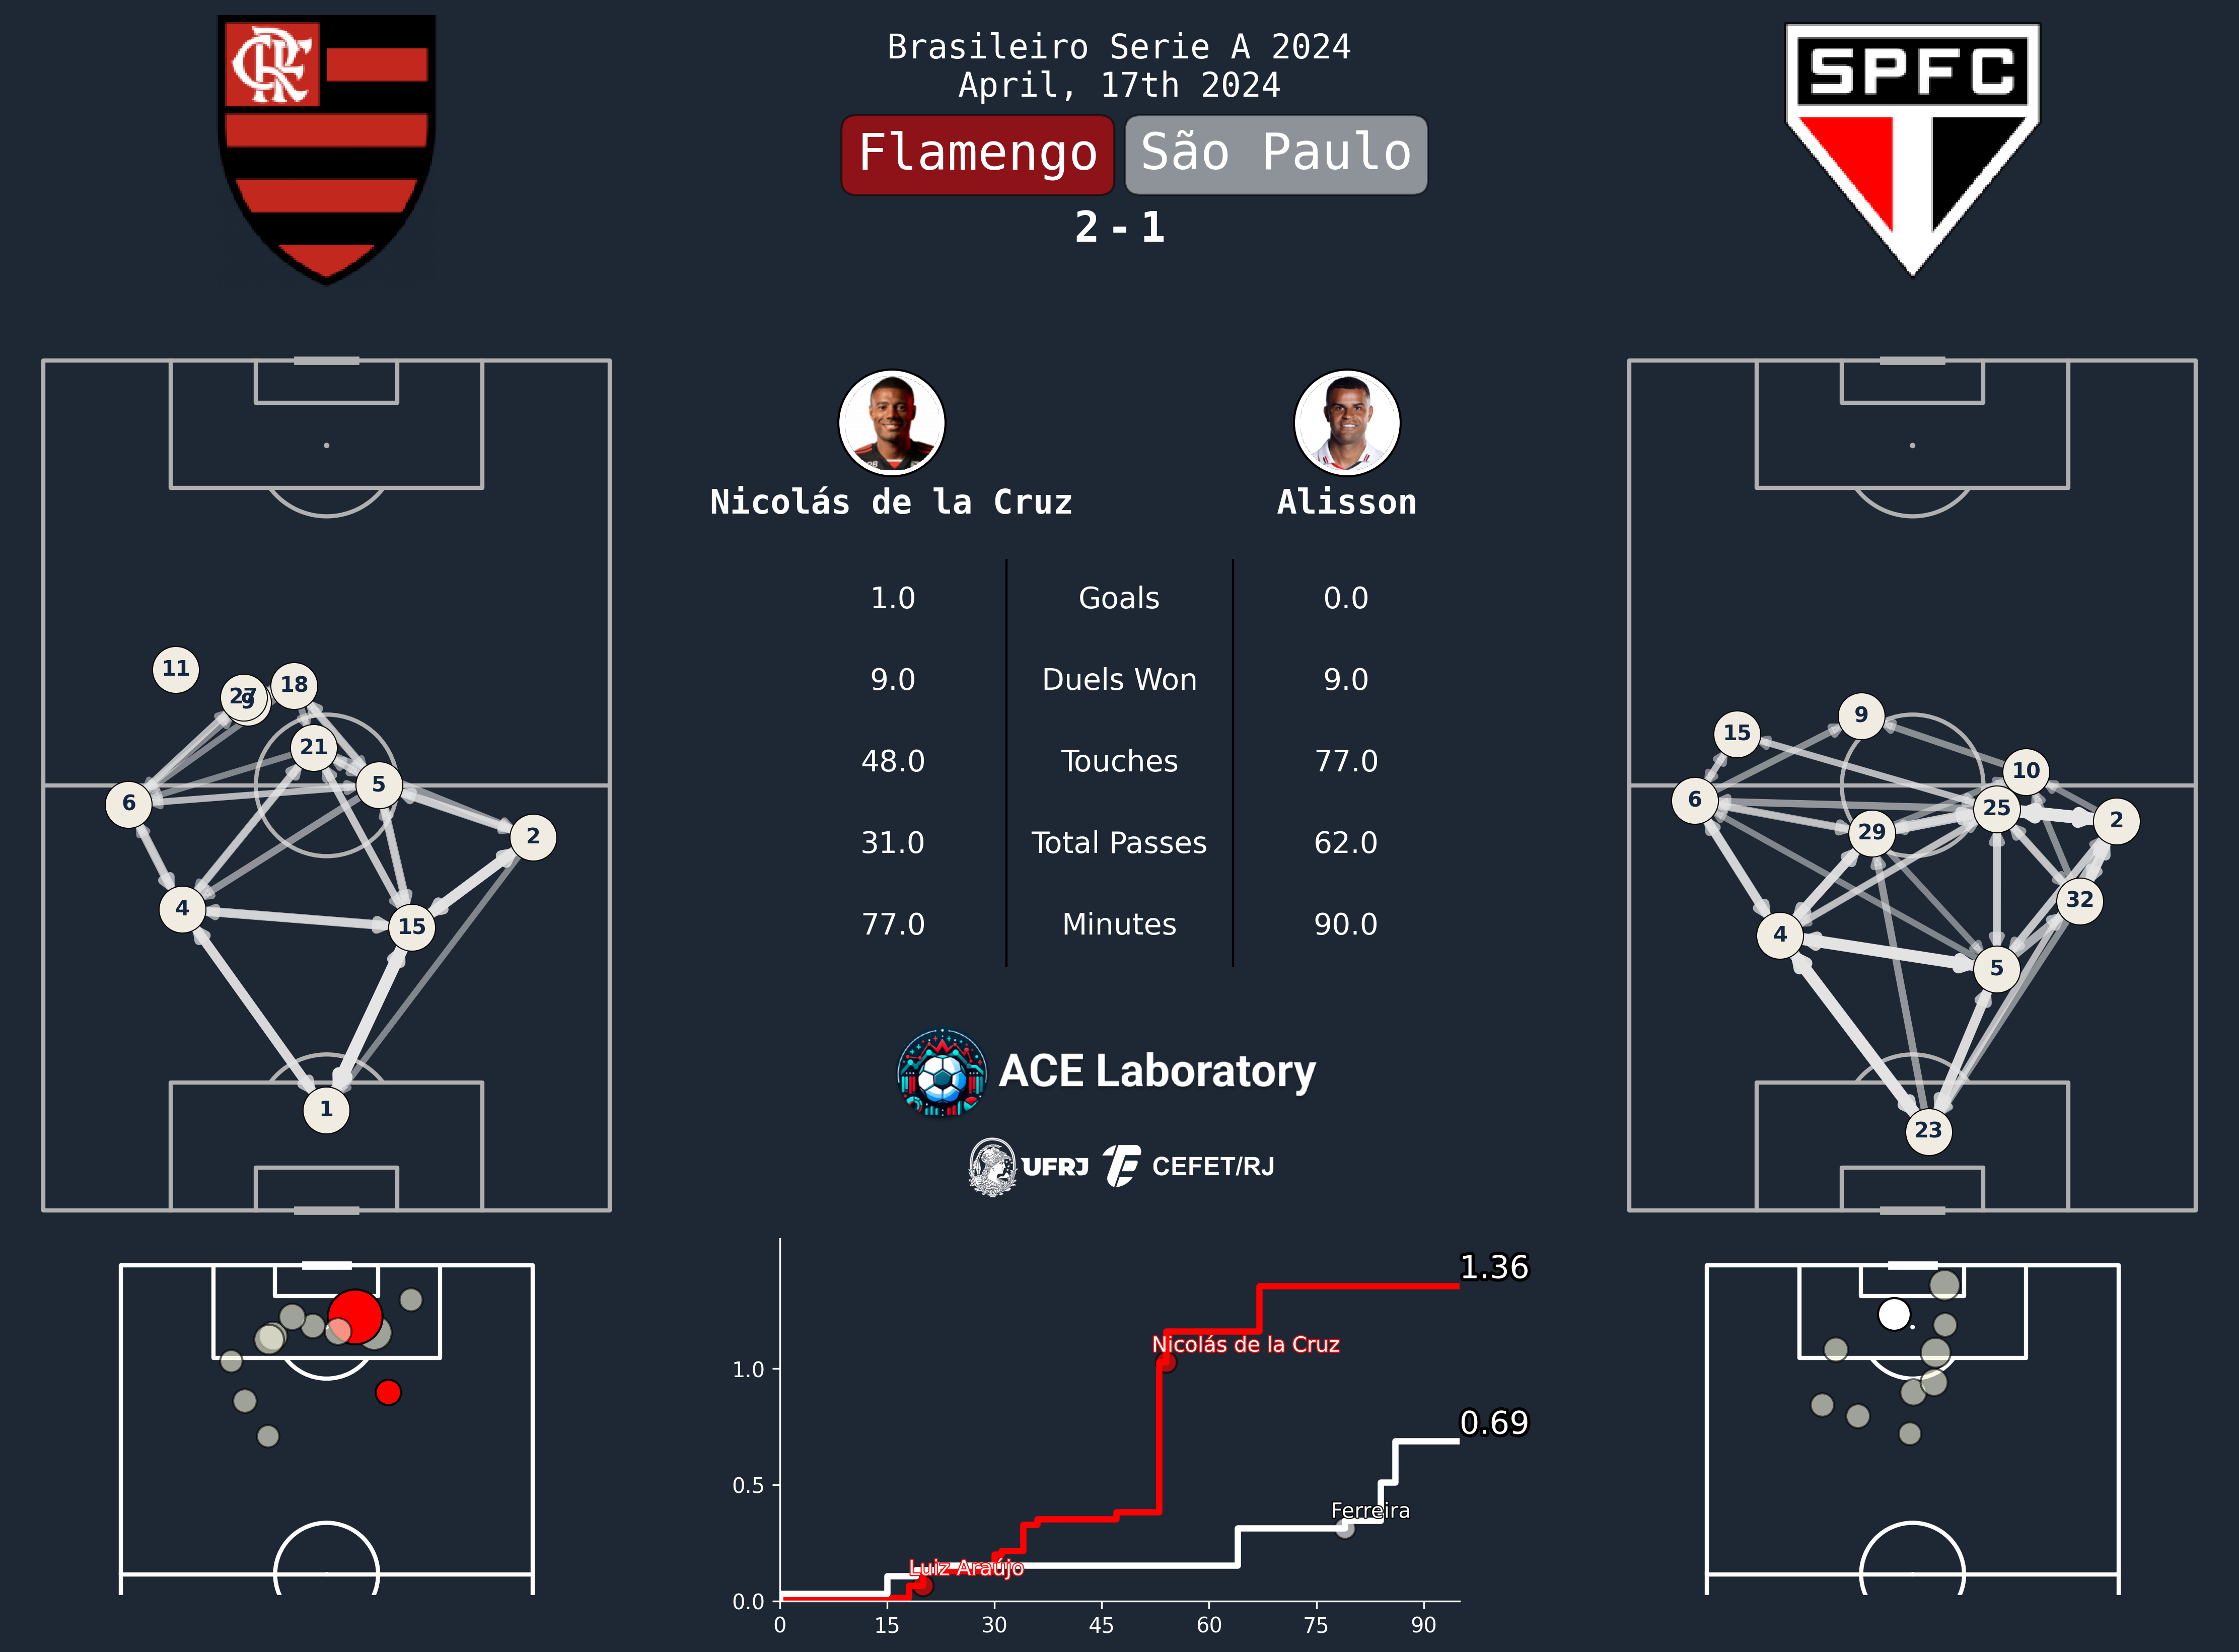 CRF
SPFC
Brasileiro Serie A 2024
April, 17th 2024
Flamengo São Paulo
2 - 1
Nicolás de la Cruz Alisson
1.0 Goals 0.0
9.0 Duels Won 9.0
48.0 Touches 77.0
31.0 Total Passes 62.0
77.0 Minutes 90.0
11
27
9
18
21
5
6
2
4
15
1
9
15
10
6
25
2
29
32
4
5
23
ACE Laboratory
UFRJ CEFET/RJ
1.36
Nicolás de la Cruz
1.0
0.69
0.5
Ferreira
Luiz Araújo
0.0
0 15 30 45 60 75 90